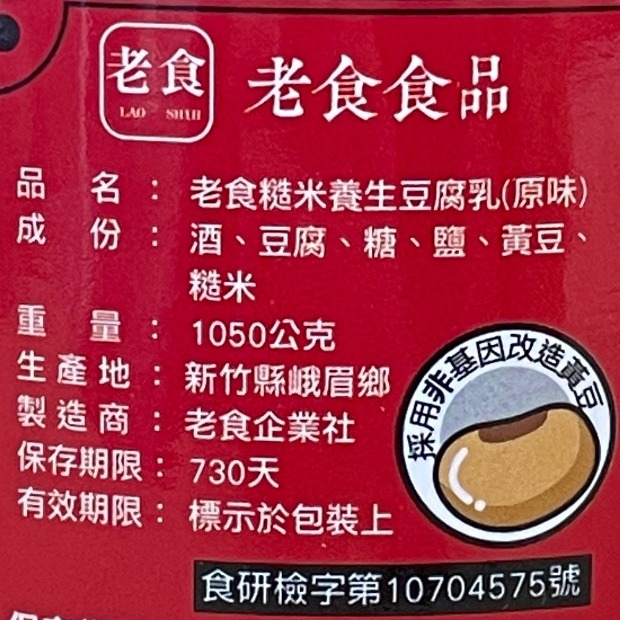 老食
LAO SHIH
老食食品
品名：老食糙米養生豆腐乳(原味)
成份：酒、豆腐、糖、鹽、黃豆、
糙米
重量：1050公克
生產地：新竹縣峨眉鄉
製造商：老食企業社
保存期限：730天
有效期限：標示於包裝上
採用非基因改造黃豆
食研檢字第10704575號